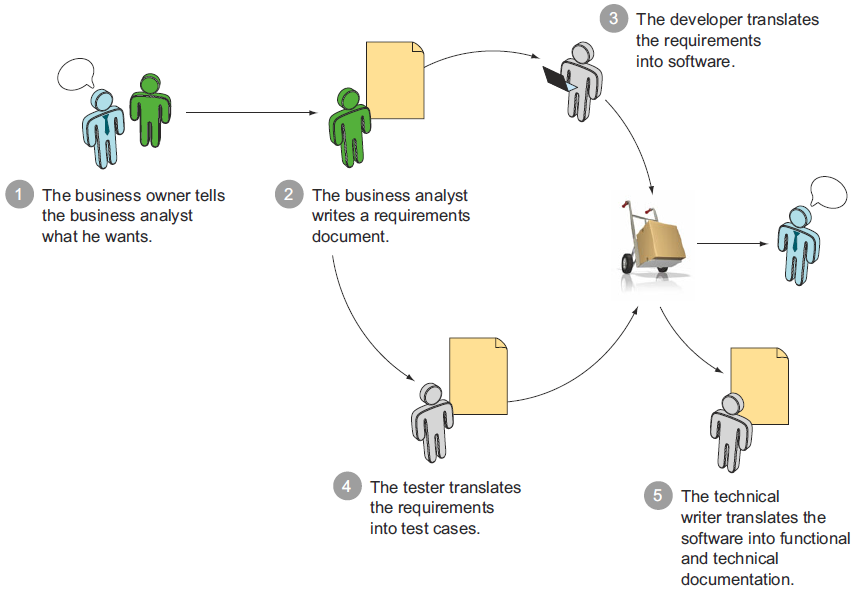 1
The business owner tells
the business analyst
what he wants.
2
The business analyst
writes a requirements
document.
3
The developer translates
the requirements
into software.
4
The tester translates
the requirements
into test cases.
5
The technical
writer translates the
software into functional
and technical
documentation.